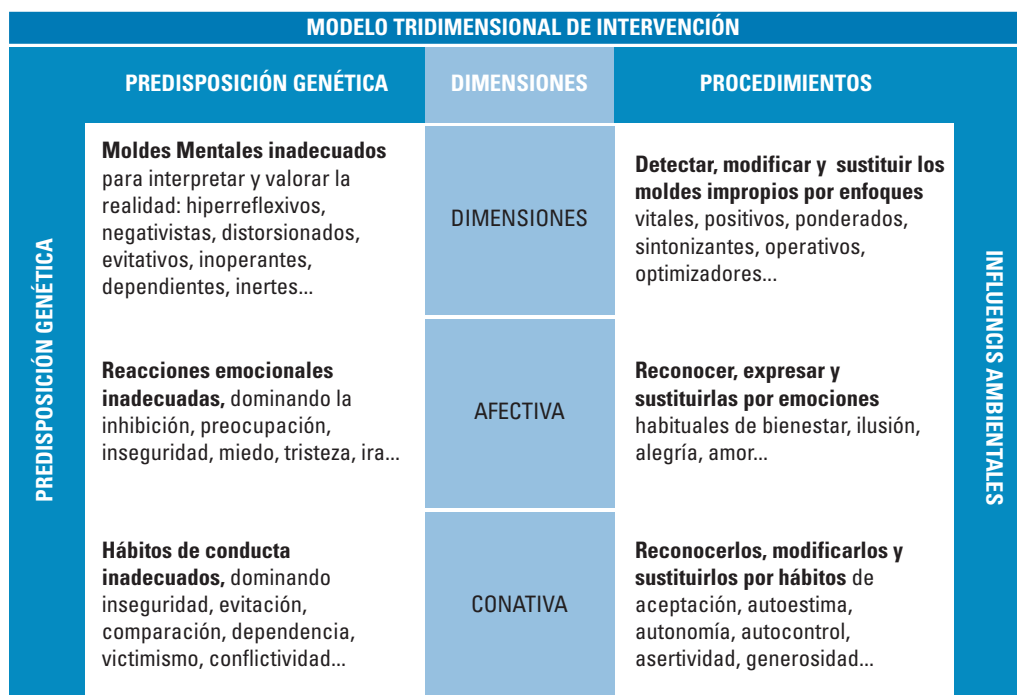 MODELO TRIDIMENSIONAL DE INTERVENCIÓN
PREDISPOSICIÓN GENÉTICA
DIMENSIONES
PROCEDIMIENTOS
PREDISPOSICIÓN GENÉTICA
Moldes Mentales inadecuados
para interpretar y valorar la
realidad: hiperreflexivos,
negativistas, distorsionados,
evitativos, inoperantes,
dependientes, inertes...
DIMENSIONES
Detectar, modificar y sustituir los
moldes impropios por enfoques
vitales, positivos, ponderados,
sintonizantes, operativos,
optimizadores...
Reacciones emocionales
inadecuadas, dominando la
inhibición, preocupación,
inseguridad, miedo, tristeza, ira...
AFECTIVA
Reconocer, expresar y
sustituirlas por emociones
habituales de bienestar, ilusión,
alegría, amor...
Hábitos de conducta
inadecuados, dominando
inseguridad, evitación,
comparación, dependencia,
victimismo, conflictividad...
CONATIVA
Reconocerlos, modificarlos y
sustituirlos por hábitos de
aceptación, autoestima,
autonomía, autocontrol,
asertividad, generosidad...
INFLUENCIS AMBIENTALES